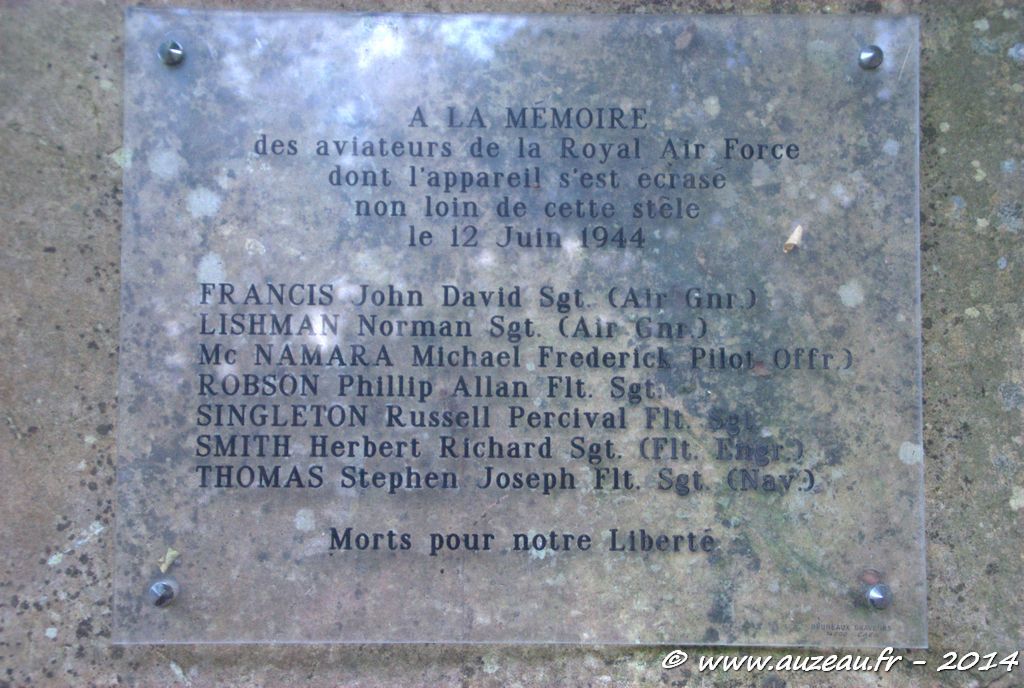 A LA MÉMOIRE
des aviateurs de la Royal Air Force
dont l'appareil s'est ecrasé
non loin de cette stèle
le 12 Juin 1944
FRANCIS John David Sgt. (Air Gnr.)
LISHMAN Norman Sgt. (Air Gnr.)
Mc NAMARA Michael Frederick Pilot Offr.)
ROBSON Phillip Allan Flt. Sgt.
SINGLETON Russell Percival Flt. Sgt.
SMITH Herbert Richard Sgt. (Flt. Engr.)
THOMAS Stephen Joseph Flt. Sgt. (Nav.)
Morts pour notre Liberté
© www.auzeau.fr - 2014